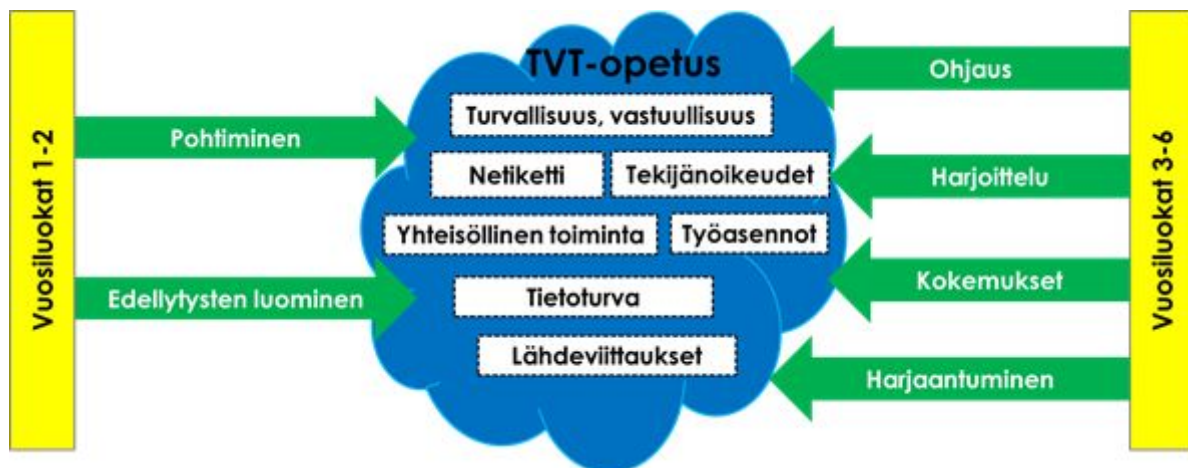 Vuosiluokat 1-2
Pohtiminen
Edellytysten luominen
TVT-opetus
Turvallisuus, vastuullisuus
Netiketti
Tekijänoikeudet
Yhteisöllinen toiminta
Työasennot
Tietoturva
Lähdeviittaukset
Ohjaus
Harjoittelu
Kokemukset
Harjaantuminen
Vuosiluokat 3-6